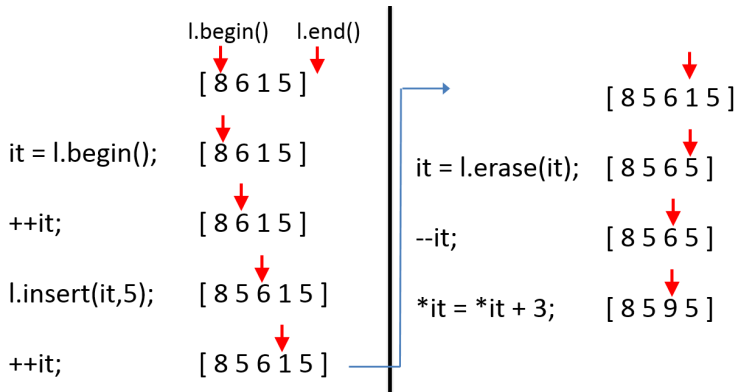 l.begin() l.end()
[ 8 6 1 5 ]
it = l.begin(); [ 8 6 1 5 ]
++it; [ 8 6 1 5 ]
l.insert(it,5); [ 8 5 6 1 5 ]
++it; [ 8 5 6 1 5 ]
[ 8 5 6 1 5 ]
it = l.erase(it); [ 8 5 6 5 ]
--it; [ 8 5 6 5 ]
*it = *it + 3; [ 8 5 9 5 ]